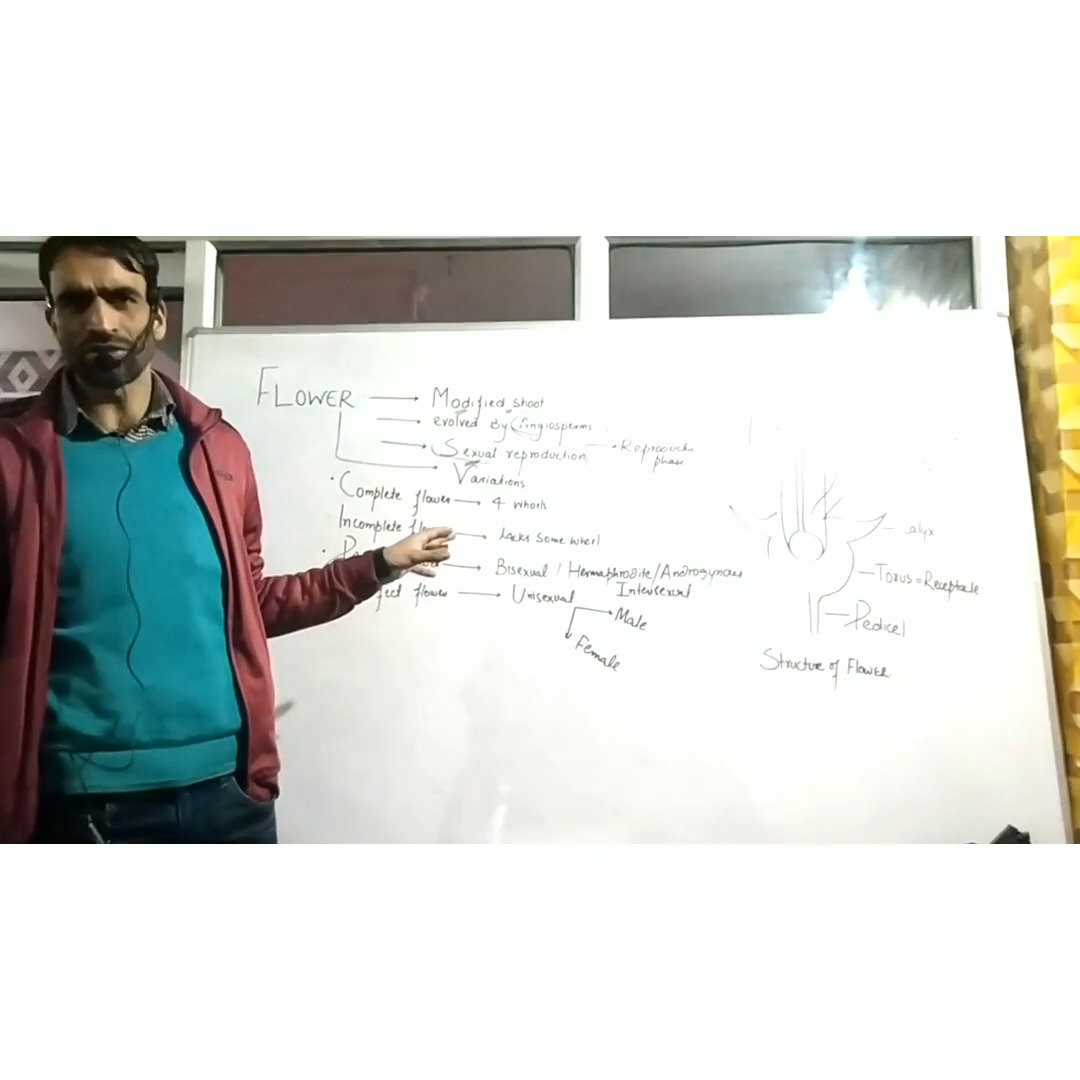 FLOWER → Modified shoot
→ evolved By Angiosperms
→ Sexual reproduction → Reproductive phase
→ Variations
• Complete flower → 4 whorls
Incomplete → Lacks Some whorl
→ Bisexual / Hermaphrodite / Androgynous
Intersexual
fect flower → Unisexual
→ Male
Female
alyx
Torus = Receptacle
Pedicel
Structure of FLOWER